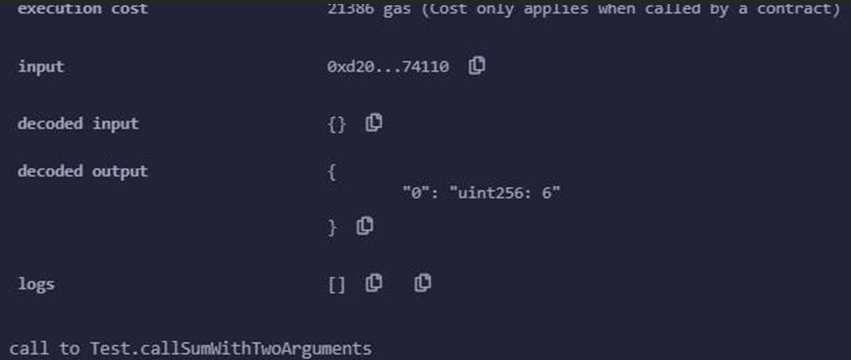 execution cost 21386 gas (Cost only applies when called by a contract)
input 0xd20...74110
decoded input {}
decoded output {
"0": "uint256: 6"
}
logs []
call to Test.callSumWithTwoArguments